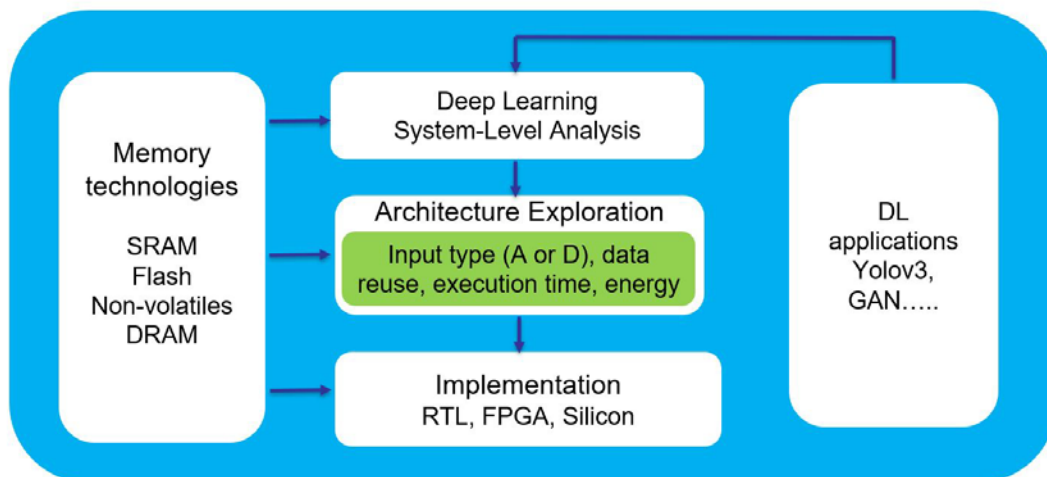 Memory
technologies
SRAM
Flash
Non-volatiles
DRAM
Deep Learning
System-Level Analysis
Architecture Exploration
Input type (A or D), data
reuse, execution time, energy
Implementation
RTL, FPGA, Silicon
DL
applications
Yolov3,
GAN…..